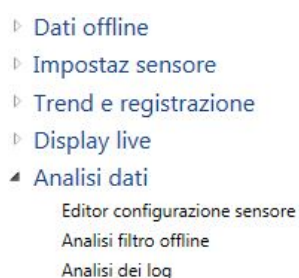 Dati offline
Impostaz sensore
Trend e registrazione
Display live
Analisi dati
Editor configurazione sensore
Analisi filtro offline
Analisi dei log